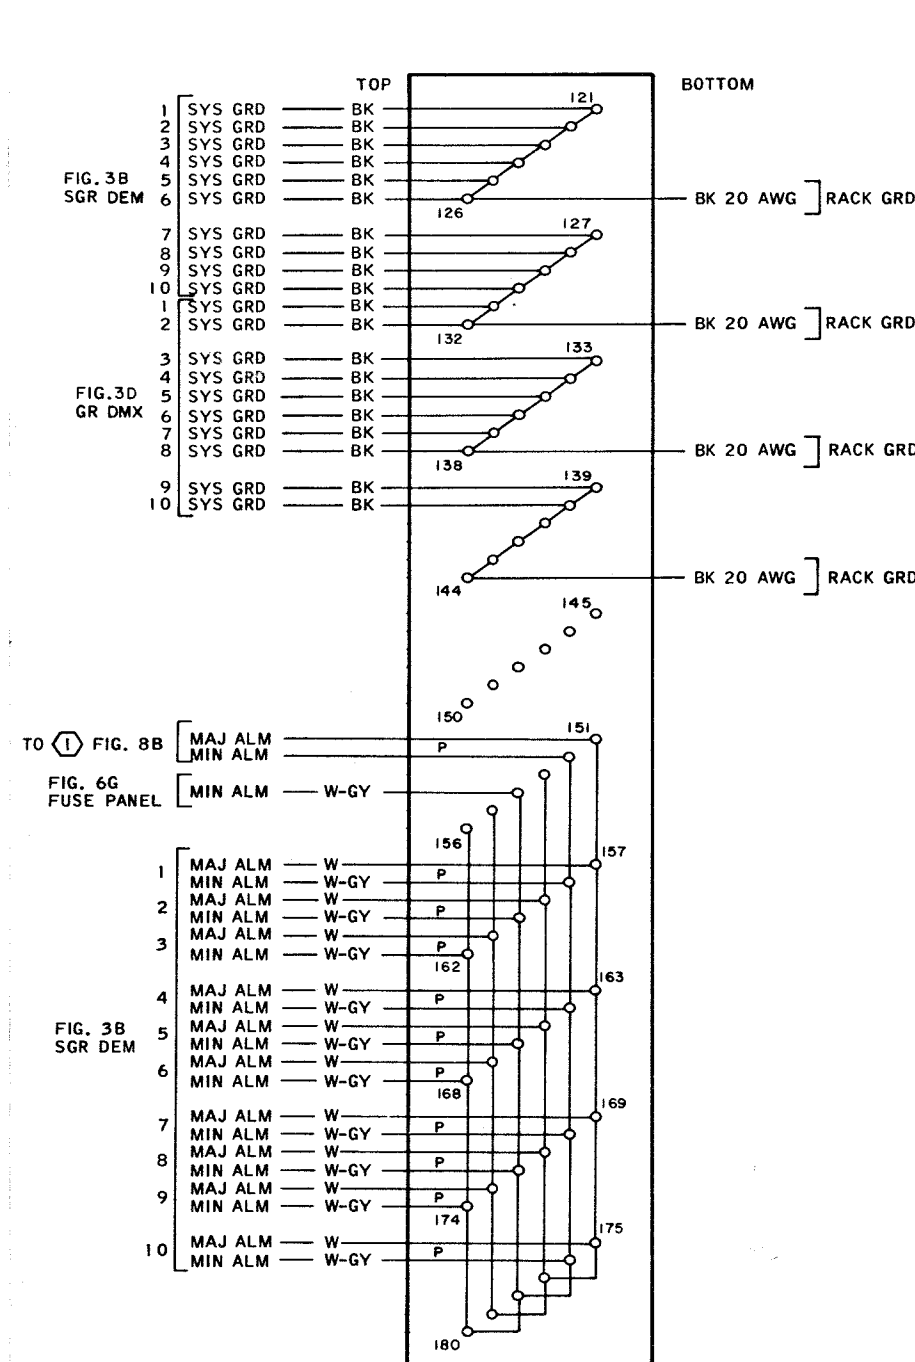 TOP BOTTOM
121
1 SYS GRD BK
2 SYS GRD BK
3 SYS GRD BK
4 SYS GRD BK
FIG. 3B
5 SYS GRD BK
SGR DEM 6 SYS GRD BK BK 20 AWG RACK GRD
126
127
7 SYS GRD BK
8 SYS GRD BK
9 SYS GRD BK
10 SYS GRD BK
1 SYS GRD BK
2 SYS GRD BK BK 20 AWG RACK GRD
132
133
3 SYS GRD BK
4 SYS GRD BK
FIG.3D
5 SYS GRD BK
GR DMX 6 SYS GRD BK
7 SYS GRD BK
8 SYS GRD BK BK 20 AWG RACK GRD
138
139
9 SYS GRD BK
10 SYS GRD BK
BK 20 AWG RACK GRD
144
145
150
151
TO 1 FIG. 8B MAJ ALM
MIN ALM P
FIG. 6G
FUSE PANEL MIN ALM W-GY
156
157
1 MAJ ALM W
MIN ALM W-GY P
2 MAJ ALM W
MIN ALM W-GY P
3 MAJ ALM W
MIN ALM W-GY P
162
163
4 MAJ ALM W
MIN ALM W-GY P
FIG. 3B
SGR DEM
5 MAJ ALM W
MIN ALM W-GY P
6 MAJ ALM W
MIN ALM W-GY P
168
169
7 MAJ ALM W
MIN ALM W-GY P
8 MAJ ALM W
MIN ALM W-GY P
9 MAJ ALM W
MIN ALM W-GY P
174
175
10 MAJ ALM W
MIN ALM W-GY P
180